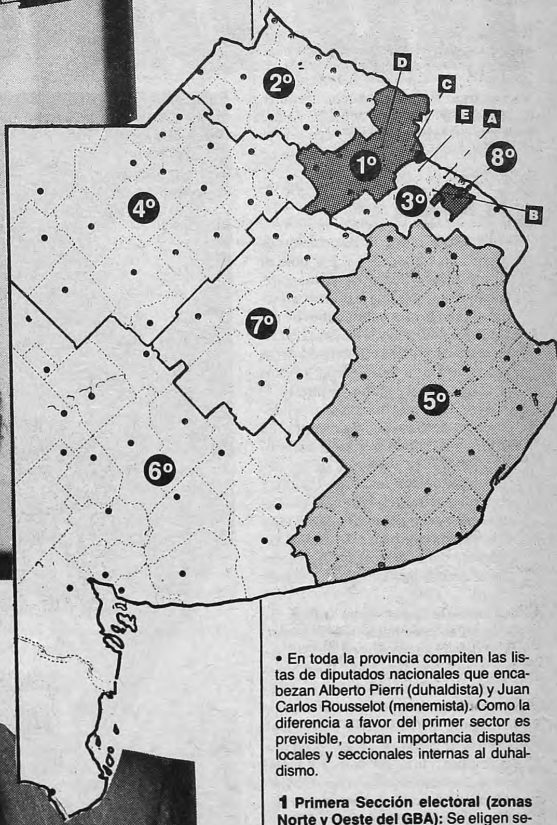 2º
D
C
E
A
1º
8º
3º
B
4º
7º
5º
6º
• En toda la provincia compiten las lis-
tas de diputados nacionales que enca-
bezan Alberto Pierri (duhaldista) y Juan
Carlos Rousselot (menemista). Como la
diferencia a favor del primer sector es
previsible, cobran importancia disputas
locales y seccionales internas al duhal-
dismo.
1 Primera Sección electoral (zonas
Norte y Oeste del GBA): Se eligen se-